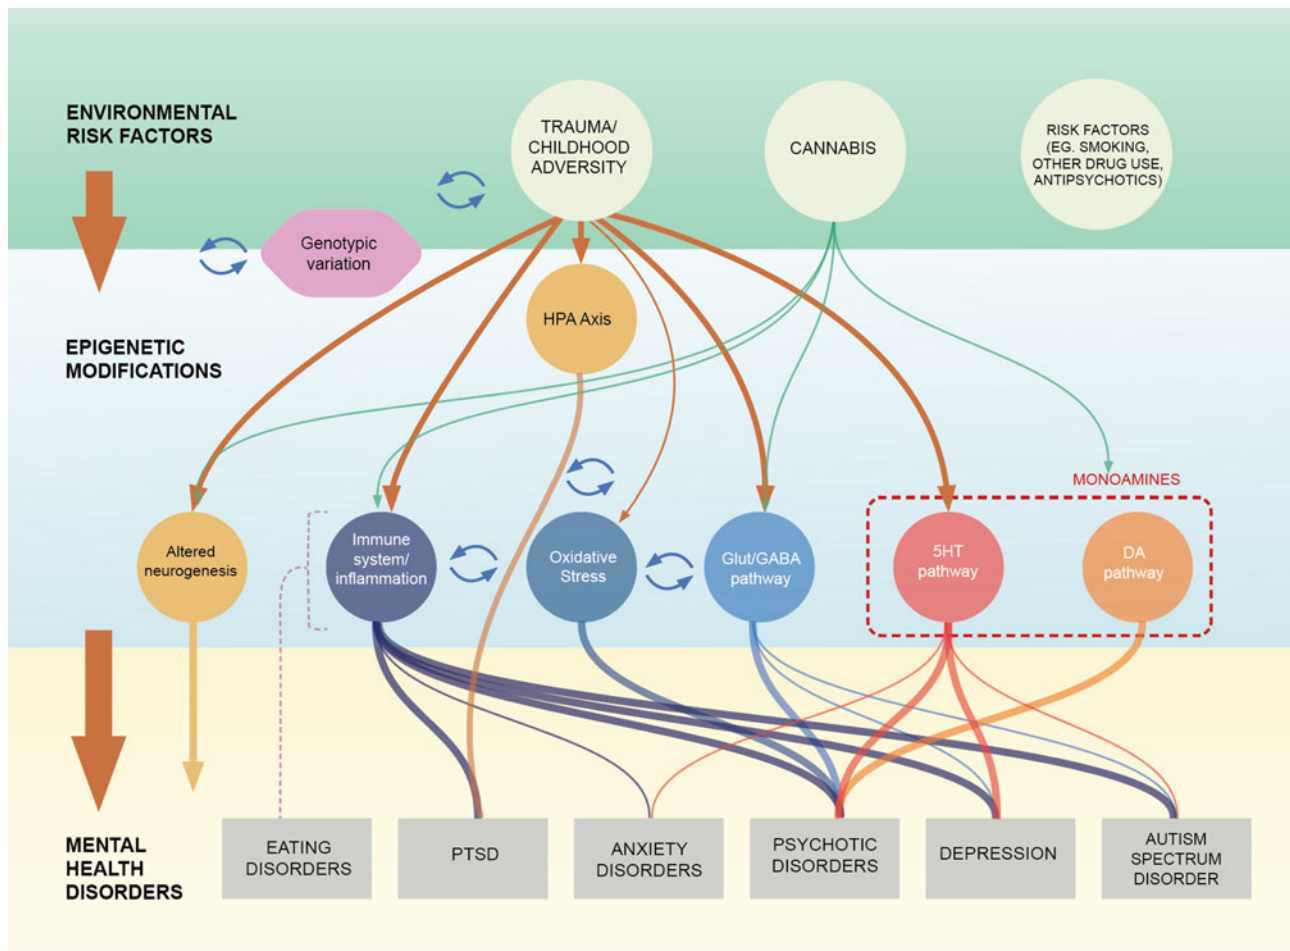 ENVIRONMENTAL
RISK FACTORS
TRAUMA/
CHILDHOOD
ADVERSITY
CANNABIS
RISK FACTORS
(EG. SMOKING,
OTHER DRUG USE,
ANTIPSYCHOTICS)
Genotypic
variation
HPA Axis
EPIGENETIC
MODIFICATIONS
MONOAMINES
Altered
neurogenesis
Immune
system/
inflammation
Oxidative
Stress
Glut/GABA
pathway
5HT
pathway
DA
pathway
MENTAL
HEALTH
DISORDERS
EATING
DISORDERS
PTSD
ANXIETY
DISORDERS
PSYCHOTIC
DISORDERS
DEPRESSION
AUTISM
SPECTRUM
DISORDER